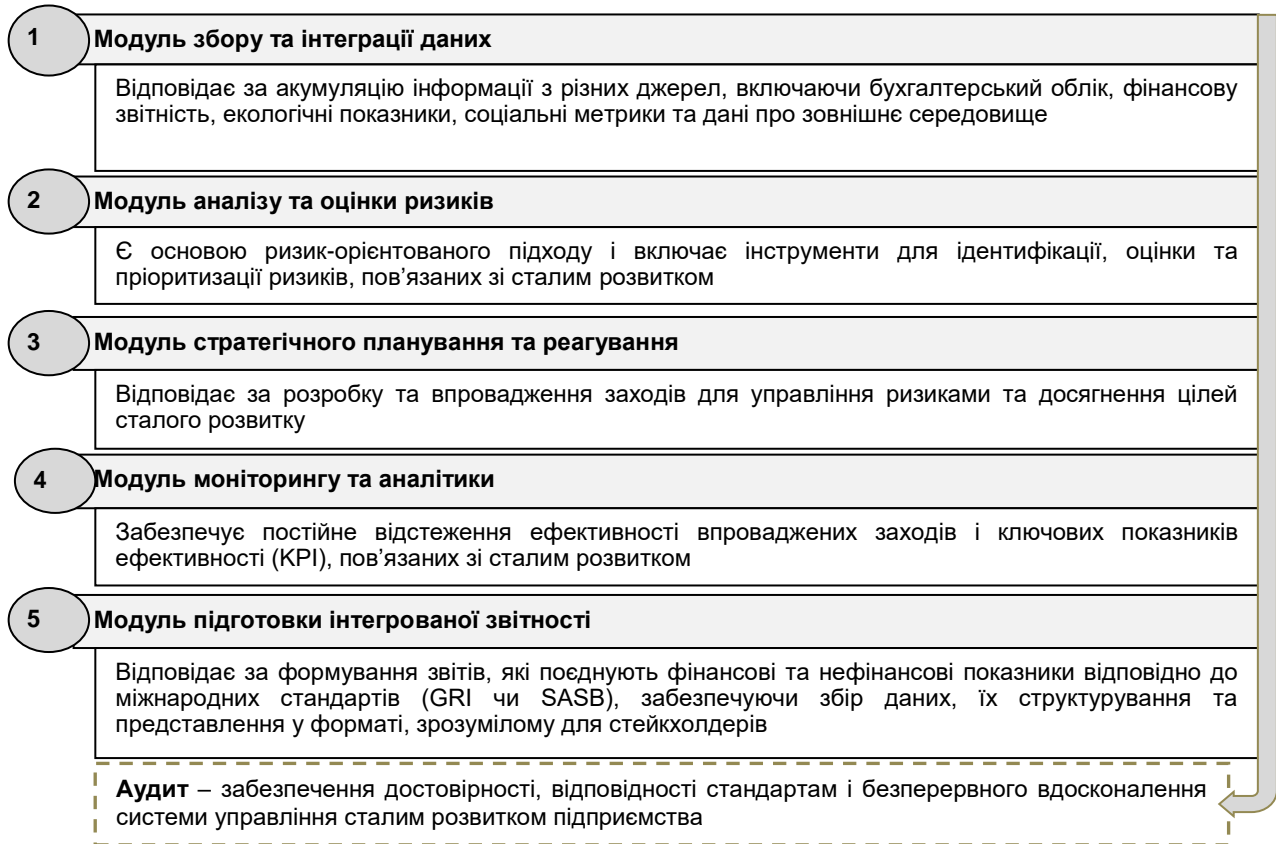 1 Модуль збору та інтеграції даних
Відповідає за акумуляцію інформації з різних джерел, включаючи бухгалтерський облік, фінансову
звітність, екологічні показники, соціальні метрики та дані про зовнішнє середовище
2 Модуль аналізу та оцінки ризиків
Є основою ризик-орієнтованого підходу і включає інструменти для ідентифікації, оцінки та
пріоритизації ризиків, пов’язаних зі сталим розвитком
3 Модуль стратегічного планування та реагування
Відповідає за розробку та впровадження заходів для управління ризиками та досягнення цілей
сталого розвитку
4 Модуль моніторингу та аналітики
Забезпечує постійне відстеження ефективності впроваджених заходів і ключових показників
ефективності (KPI), пов’язаних зі сталим розвитком
5 Модуль підготовки інтегрованої звітності
Відповідає за формування звітів, які поєднують фінансові та нефінансові показники відповідно до
міжнародних стандартів (GRI чи SASB), забезпечуючи збір даних, їх структурування та
представлення у форматі, зрозумілому для стейкхолдерів
Аудит – забезпечення достовірності, відповідності стандартам і безперервного вдосконалення
системи управління сталим розвитком підприємства